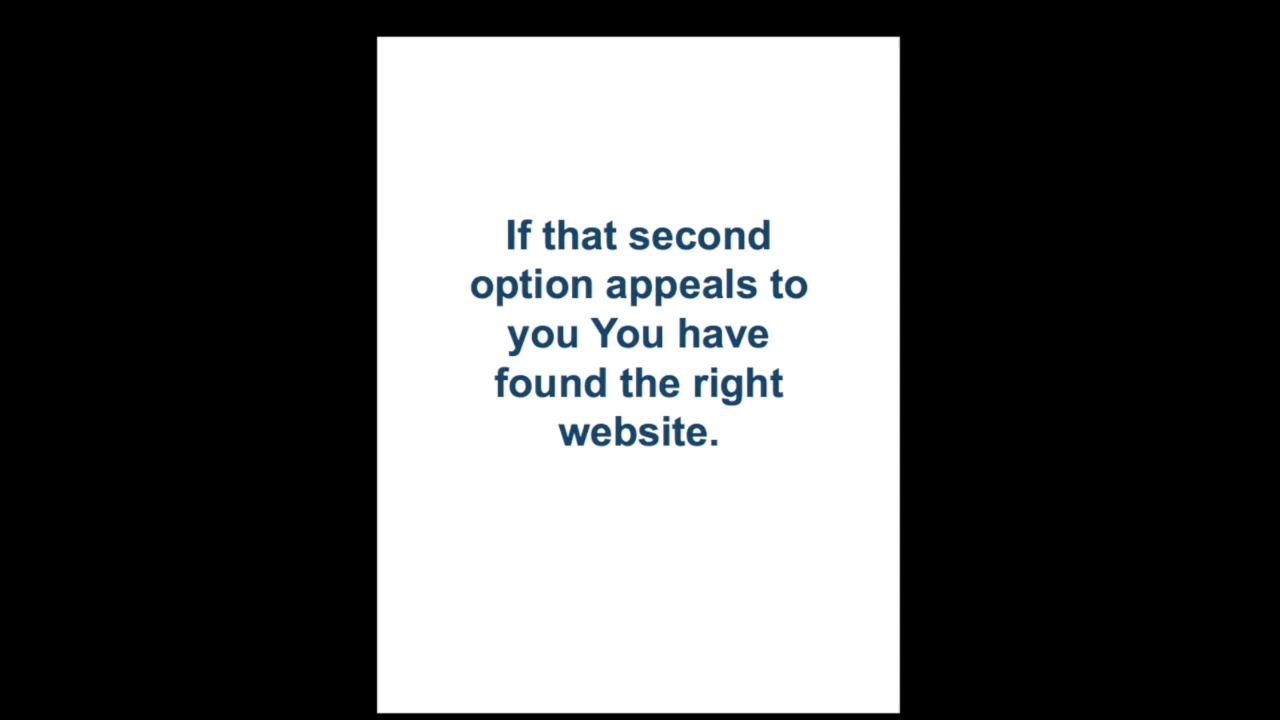 If that second
option appeals to
you You have
found the right
website.